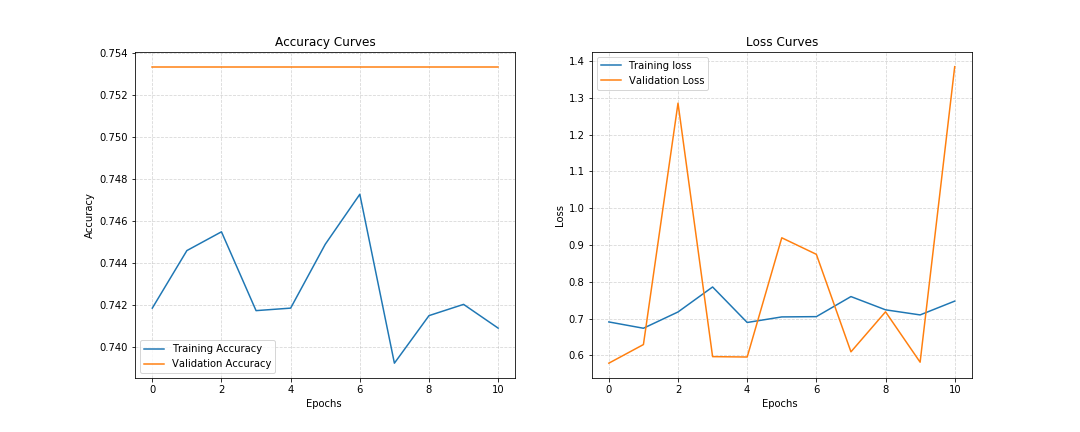 Accuracy Curves
0.754
0.752
0.750
0.748
0.746
0.744
0.742
0.740
Accuracy
Training Accuracy
Validation Accuracy
0 2 4 6 8 10
Epochs
Loss Curves
1.4
1.3
1.2
1.1
1.0
0.9
0.8
0.7
0.6
Loss
Training loss
Validation Loss
0 2 4 6 8 10
Epochs